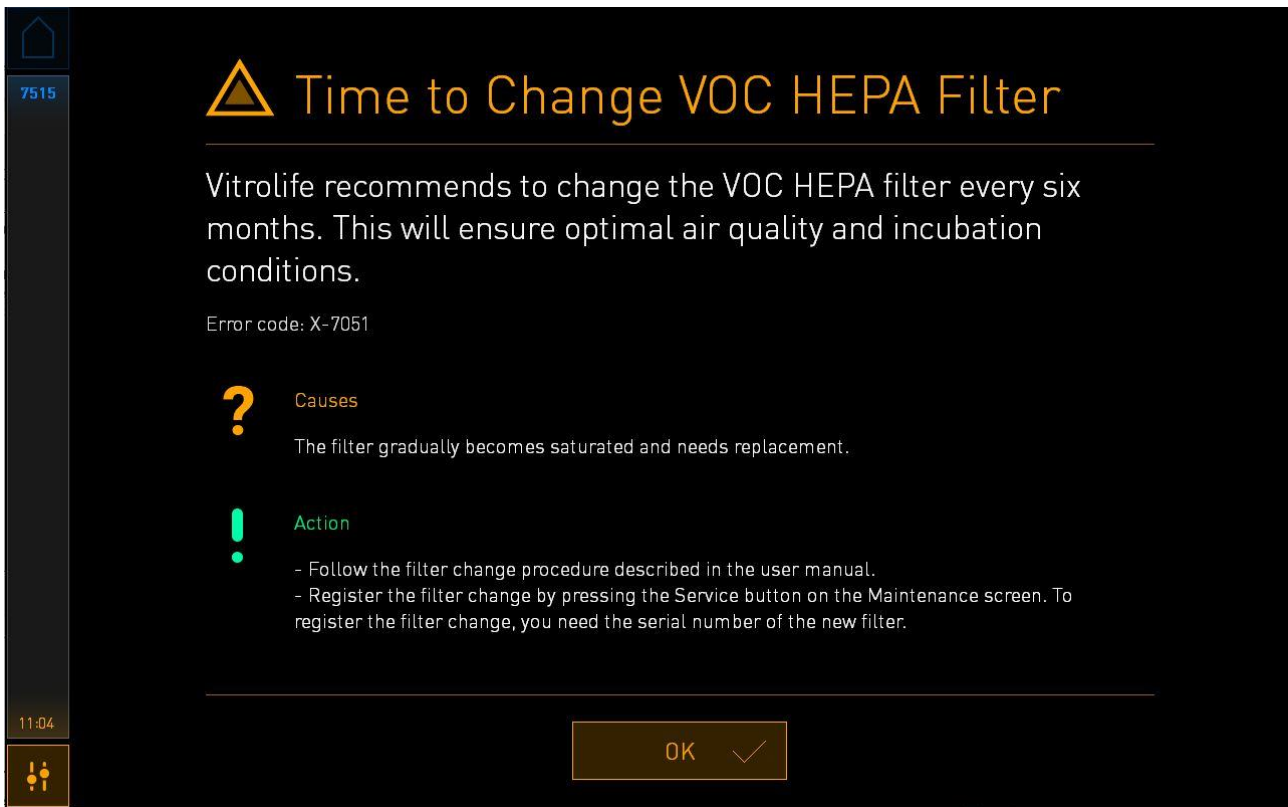 7515
Time to Change VOC HEPA Filter
Vitrolife recommends to change the VOC HEPA filter every six
months. This will ensure optimal air quality and incubation
conditions.
Error code: X-7051
?
Causes
The filter gradually becomes saturated and needs replacement.
!
Action
- Follow the filter change procedure described in the user manual.
- Register the filter change by pressing the Service button on the Maintenance screen. To
register the filter change, you need the serial number of the new filter.
11:04
OK